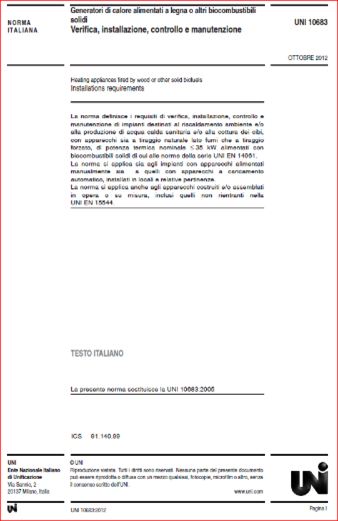 NORMA
ITALIANA
Generatori di calore alimentati a legna o altri biocombustibili
solidi
Verifica, installazione, controllo e manutenzione
UNI 10683
OTTOBRE 2012
Heating appliances fired by wood or other solid biofuels
Installations requirements
La norma definisce i requisiti di verifica, installazione, controllo e
manutenzione di impianti destinati al riscaldamento ambiente e/o
alla produzione di acqua calda sanitaria e/o alla cottura dei cibi,
con apparecchi sia a tiraggio naturale lato fumi che a tiraggio
forzato, di potenza termica nominale ≤35 kW alimentati con
biocombustibili solidi di cui alle norme della serie UNI EN 14961.
La norma si applica sia agli impianti con apparecchi alimentati
manualmente sia a quelli con apparecchi a caricamento
automatico, installati in locali e relative pertinenze.
La norma si applica anche agli apparecchi costruiti e/o assemblati
in opera o su misura, inclusi quelli non rientranti nella
UNI EN 15544.
TESTO ITALIANO
La presente norma sostituisce la UNI 10683:2005
ICS 91.140.99
UNI
Ente Nazionale Italiano
di Unificazione
Via Sannio, 2
20137 Milano, Italia
© UNI
Riproduzione vietata. Tutti i diritti sono riservati. Nessuna parte del presente documento
può essere riprodotta o diffusa con un mezzo qualsiasi, fotocopie, microfilm o altro, senza
il consenso scritto dell'UNI.
www.uni.com
UNI
UNI
UNI 10683:2012
Pagina I